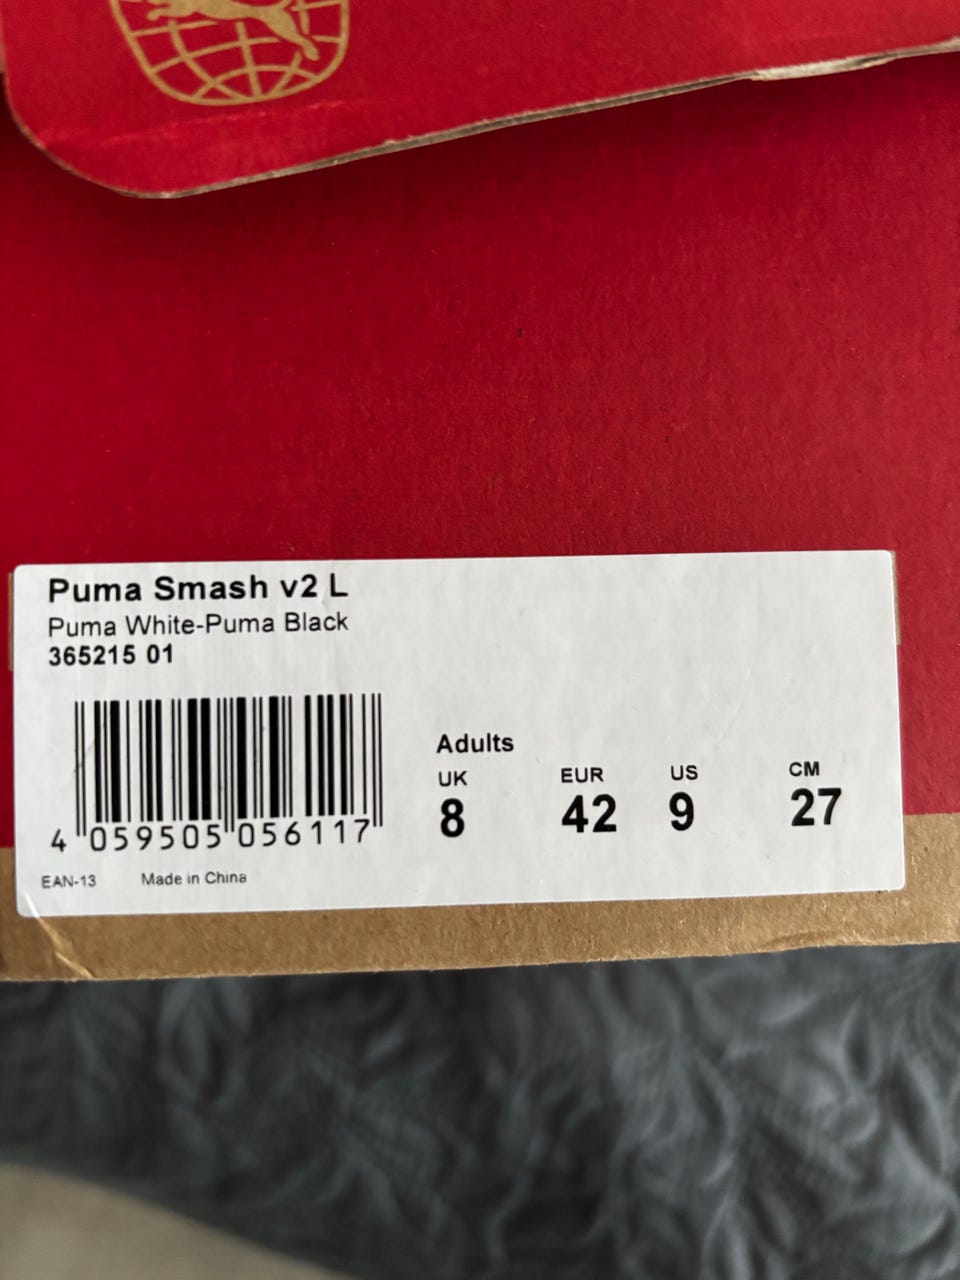 Puma Smash v2 L
Puma White-Puma Black
365215 01
Adults
UK EUR US CM
8 42 9 27
4 059505 056117
EAN-13 Made in China